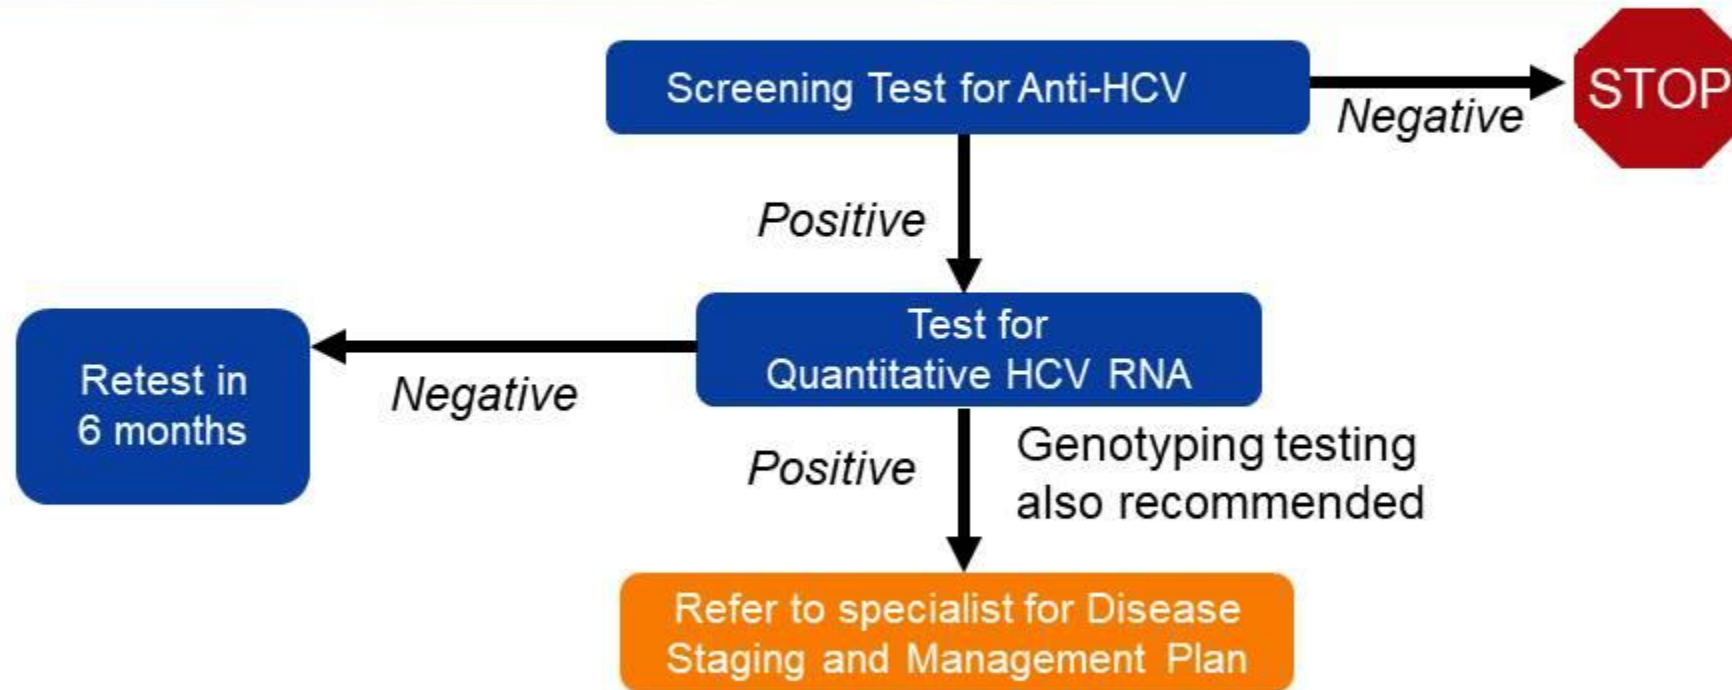 Screening Test for Anti-HCV
Negative
STOP
Positive
Test for
Quantitative HCV RNA
Negative
Retest in
6 months
Positive
Genotyping testing
also recommended
Refer to specialist for Disease
Staging and Management Plan